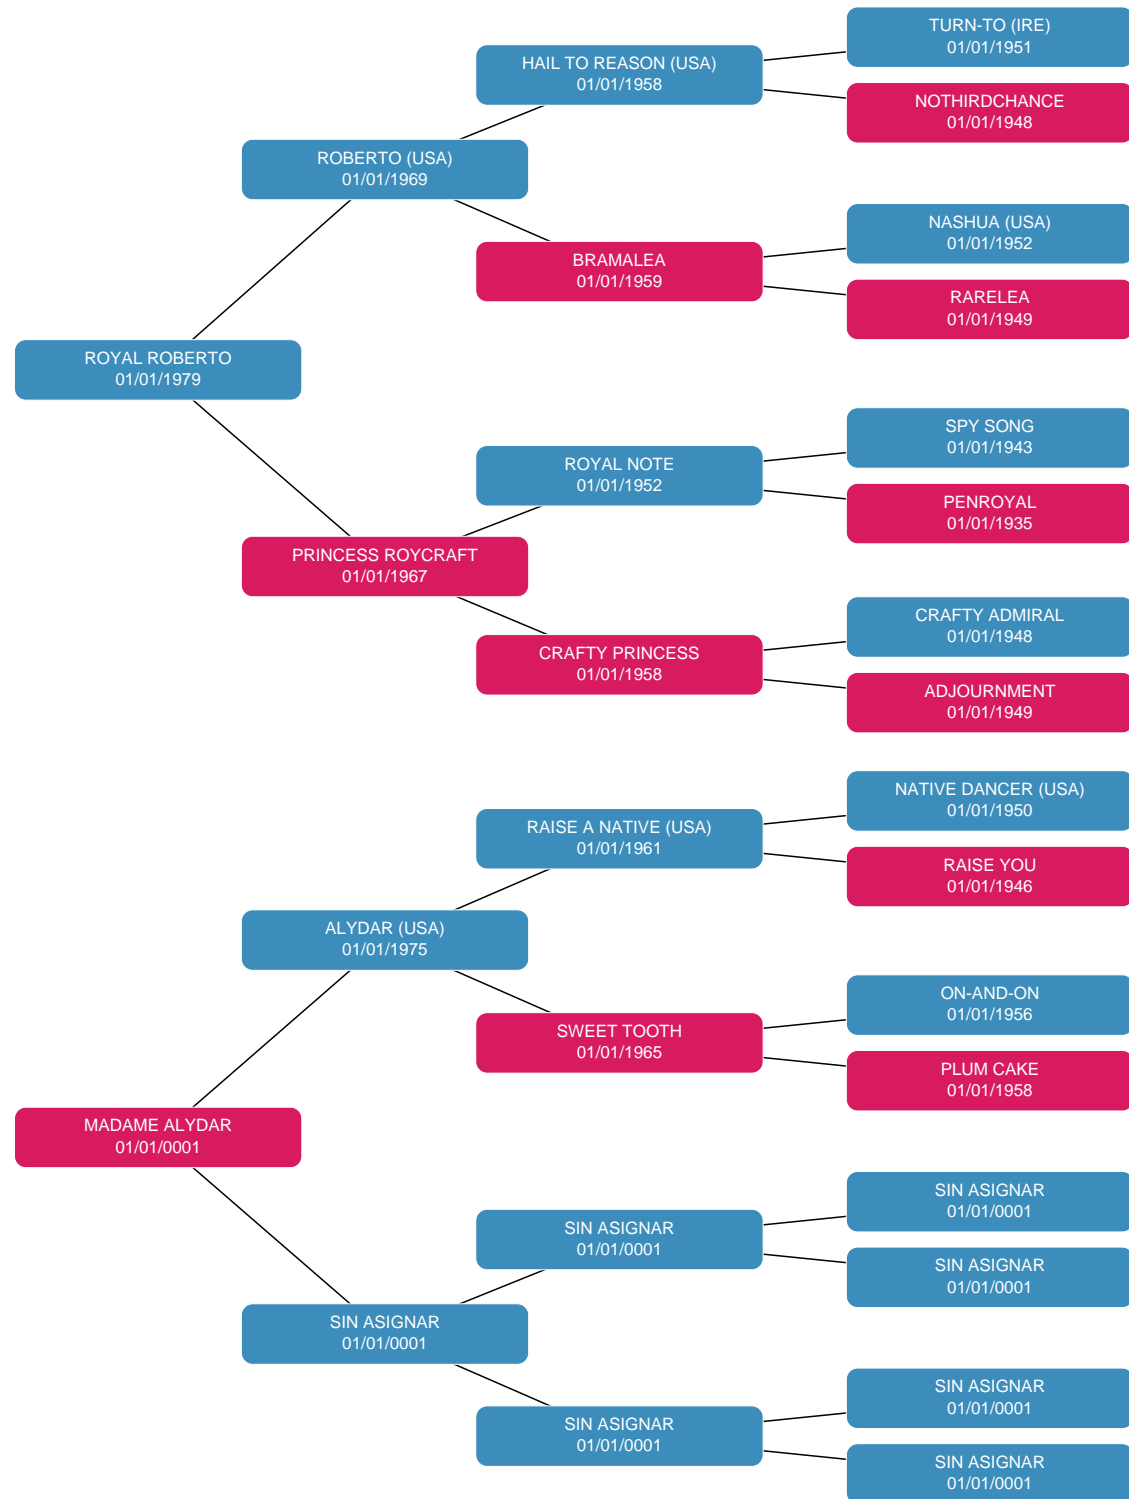 TURN-TO (IRE)
01/01/1951
HAIL TO REASON (USA)
01/01/1958
NOTHIRDCHANCE
01/01/1948
ROBERTO (USA)
01/01/1969
NASHUA (USA)
01/01/1952
BRAMALEA
01/01/1959
RARELEA
01/01/1949
ROYAL ROBERTO
01/01/1979
SPY SONG
01/01/1943
ROYAL NOTE
01/01/1952
PENROYAL
01/01/1935
PRINCESS ROYCRAFT
01/01/1967
CRAFTY ADMIRAL
01/01/1948
CRAFTY PRINCESS
01/01/1958
ADJOURNMENT
01/01/1949
NATIVE DANCER (USA)
01/01/1950
RAISE A NATIVE (USA)
01/01/1961
RAISE YOU
01/01/1946
ALYDAR (USA)
01/01/1975
ON-AND-ON
01/01/1956
SWEET TOOTH
01/01/1965
PLUM CAKE
01/01/1958
MADAME ALYDAR
01/01/0001
SIN ASIGNAR
01/01/0001
SIN ASIGNAR
01/01/0001
SIN ASIGNAR
01/01/0001
SIN ASIGNAR
01/01/0001
SIN ASIGNAR
01/01/0001
SIN ASIGNAR
01/01/0001
SIN ASIGNAR
01/01/0001